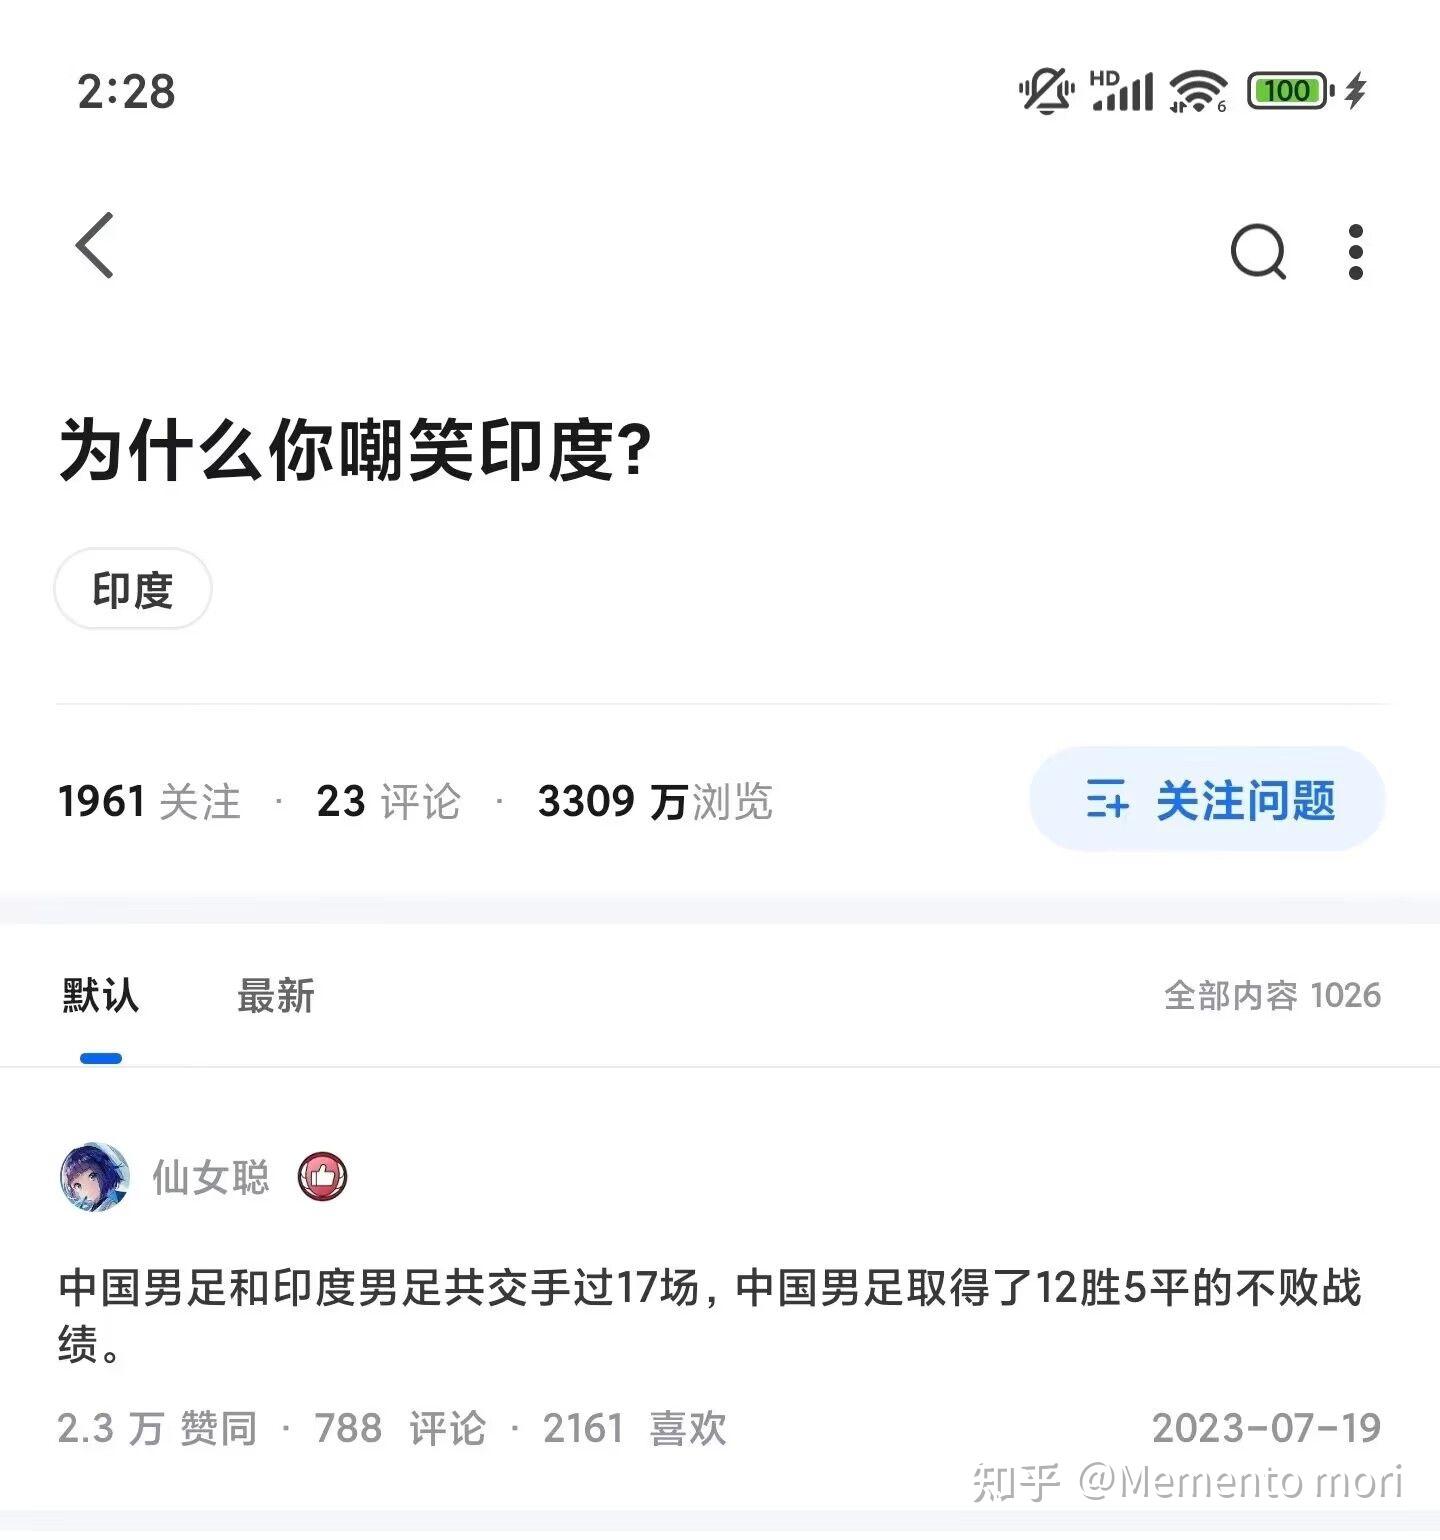 2:28
HD 6 100
为什么你嘲笑印度?
印度
1961 关注 · 23 评论 · 3309 万浏览
关注问题
默认 最新 全部内容 1026
仙女聪
中国男足和印度男足共交手过17场，中国男足取得了12胜5平的不败战
绩。
2.3 万 赞同 · 788 评论 · 2161 喜欢 2023-07-19
知乎 @Memento mori